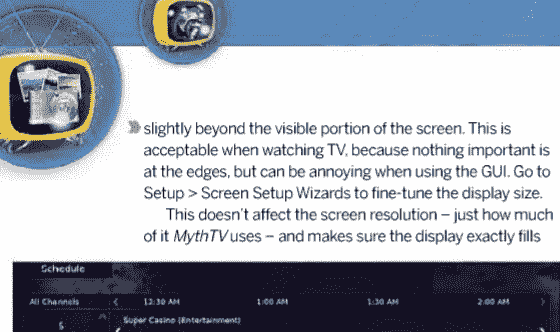 slightly beyond the visible portion of the screen. This is
acceptable when watching TV, because nothing important is
at the edges, but can be annoying when using the GUI. Go to
Setup > Screen Setup Wizards to fine-tune the display size.
This doesn't affect the screen resolution – just how much
of it MythTV uses – and makes sure the display exactly fills
Schedule
All Channels < 12:30 AM 1:00 AM 1:30 AM 2:00 AM >
5 Super Casino (Entertainment)